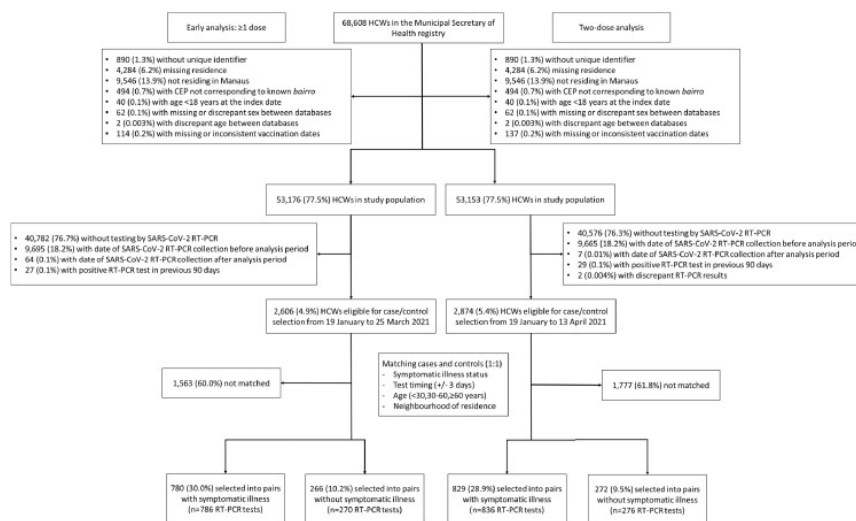 Early analysis: ≥1 dose
68,608 HCWs in the Municipal Secretary of
Health registry
Two-dose analysis
• 890 (1.3%) without unique identifier
• 4,284 (6.2%) missing residence
• 9,546 (13.9%) not residing in Manaus
• 494 (0.7%) with CEP not corresponding to known bairro
• 40 (0.1%) with age <18 years at the index date
• 62 (0.1%) with missing or discrepant sex between databases
• 2 (0.003%) with discrepant age between databases
• 114 (0.2%) with missing or inconsistent vaccination dates
• 890 (1.3%) without unique identifier
• 4,284 (6.2%) missing residence
• 9,546 (13.9%) not residing in Manaus
• 494 (0.7%) with CEP not corresponding to known bairro
• 40 (0.1%) with age <18 years at the index date
• 62 (0.1%) with missing or discrepant sex between databases
• 2 (0.003%) with discrepant age between databases
• 137 (0.2%) with missing or inconsistent vaccination dates
53,176 (77.5%) HCWs in study population
53,153 (77.5%) HCWs in study population
• 40,782 (76.7%) without testing by SARS-CoV-2 RT-PCR
• 9,695 (18.2%) with date of SARS-CoV-2 RT-PCR collection before analysis period
• 64 (0.1%) with date of SARS-CoV-2 RT-PCR collection after analysis period
• 27 (0.1%) with positive RT-PCR test in previous 90 days
• 40,576 (76.3%) without testing by SARS-CoV-2 RT-PCR
• 9,665 (18.2%) with date of SARS-CoV-2 RT-PCR collection before analysis period
• 7 (0.01%) with date of SARS-CoV-2 RT-PCR collection after analysis period
• 29 (0.1%) with positive RT-PCR test in previous 90 days
• 2 (0.004%) with discrepant RT-PCR results
2,606 (4.9%) HCWs eligible for case/control
selection from 19 January to 25 March 2021
2,874 (5.4%) HCWs eligible for case/control
selection from 19 January to 13 April 2021
1,563 (60.0%) not matched
Matching cases and controls (1:1)
- Symptomatic illness status
- Test timing (+/- 3 days)
- Age (<30,30-60,≥60 years)
- Neighbourhood of residence
1,777 (61.8%) not matched
780 (30.0%) selected into pairs
with symptomatic illness
(n=786 RT-PCR tests)
266 (10.2%) selected into pairs
without symptomatic illness
(n=270 RT-PCR tests)
829 (28.9%) selected into pairs
with symptomatic illness
(n=836 RT-PCR tests)
272 (9.5%) selected into pairs
without symptomatic illness
(n=276 RT-PCR tests)